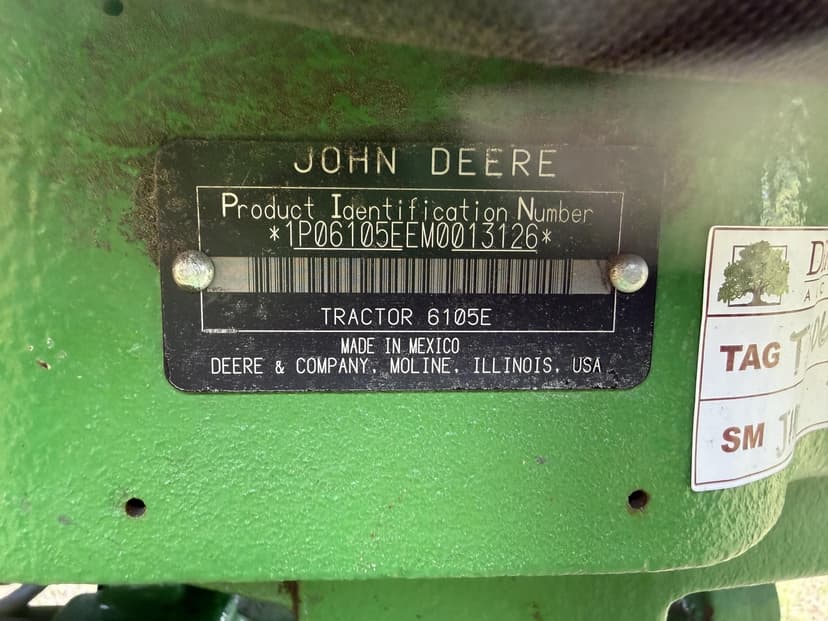 JOHN DEERE
Product Identification Number
*1P06105EEM0013126*
TRACTOR 6105E
MADE IN MEXICO
DEERE & COMPANY, MOLINE, ILLINOIS, USA
TAG
SM